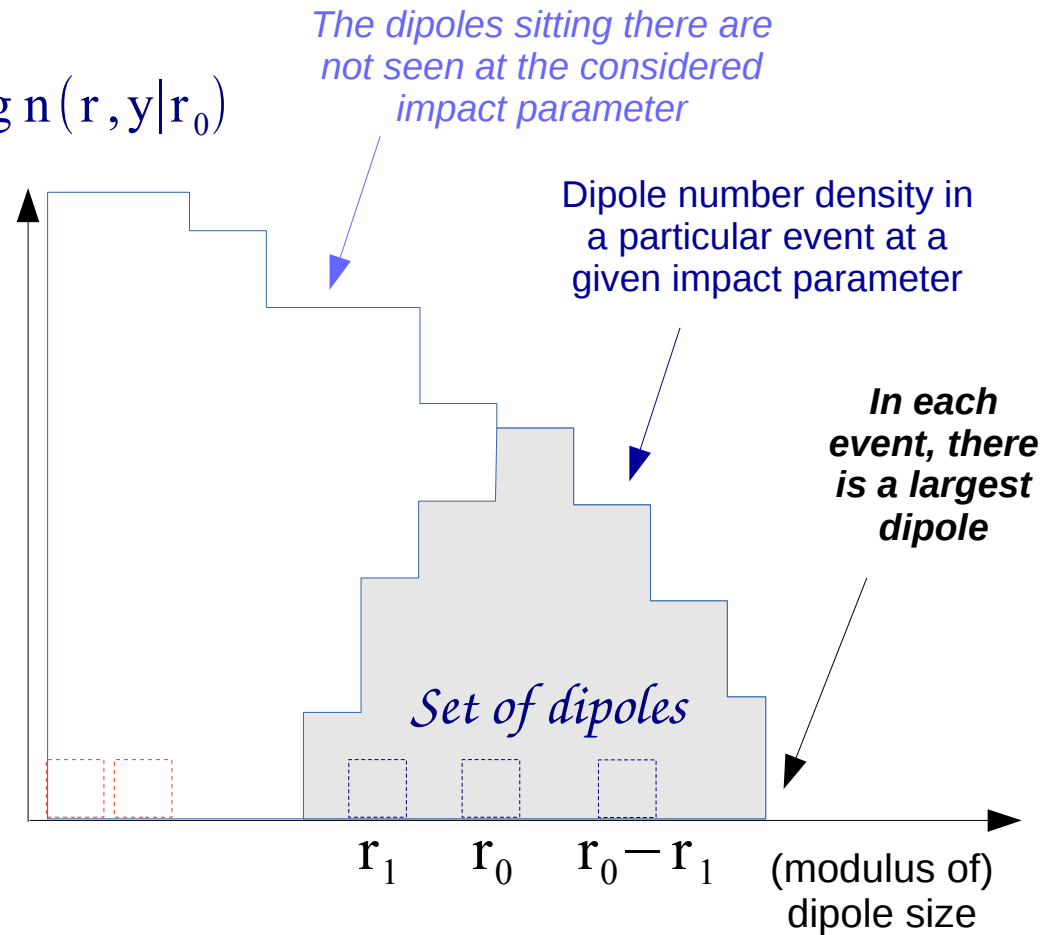 The dipoles sitting there are
not seen at the considered
impact parameter
g n(r,y|r₀)
Dipole number density in
a particular event at a
given impact parameter
In each
event, there
is a largest
dipole
Set of dipoles
r₁ r₀ r₀−r₁
(modulus of)
dipole size